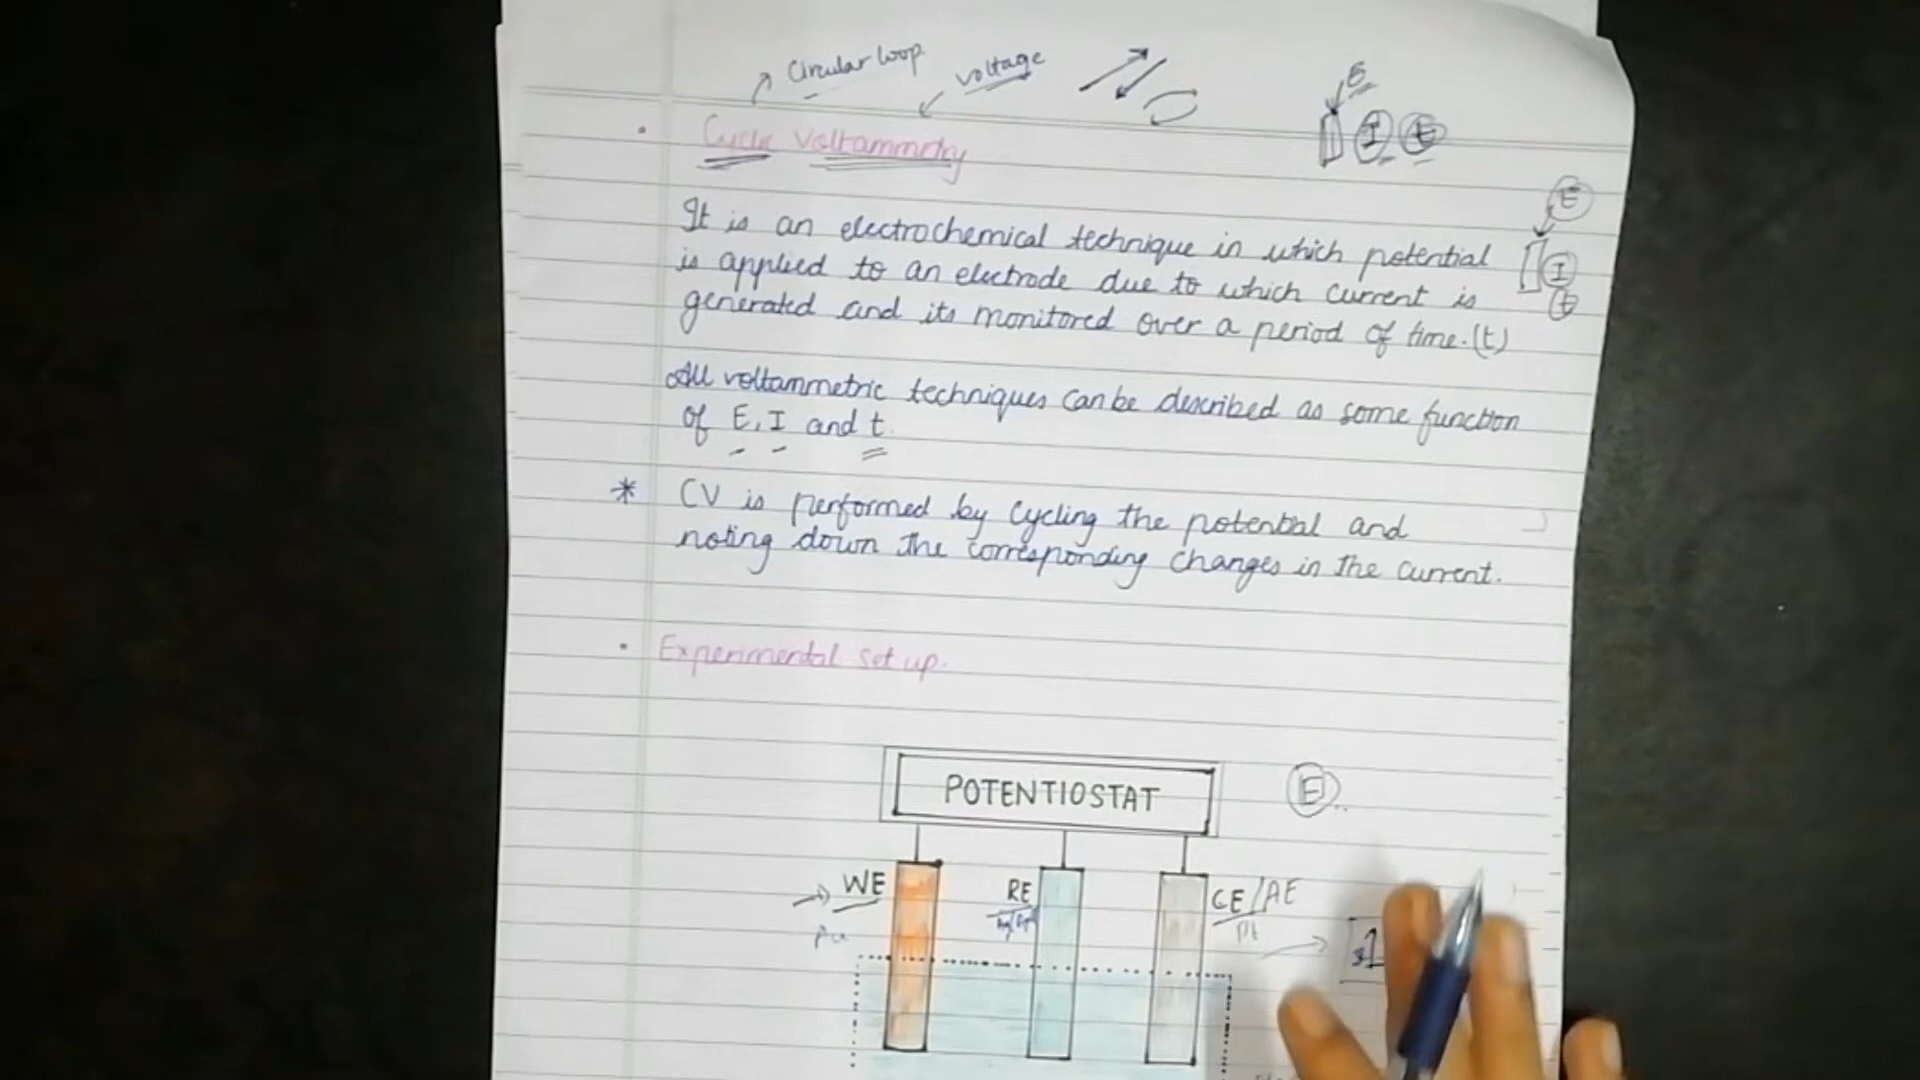 Circular loop
voltage
E
I t
Cyclic Voltammetry
E
It is an electrochemical technique in which potential
I
is applied to an electrode due to which current is
t
generated and its monitored over a period of time. (t)
All voltammetric techniques can be described as some function
of E, I and t.
* CV is performed by cycling the potential and
noting down the corresponding changes in the current.
Experimental set up.
POTENTIOSTAT
E
WE
RE
CE/AE
Au
Pt